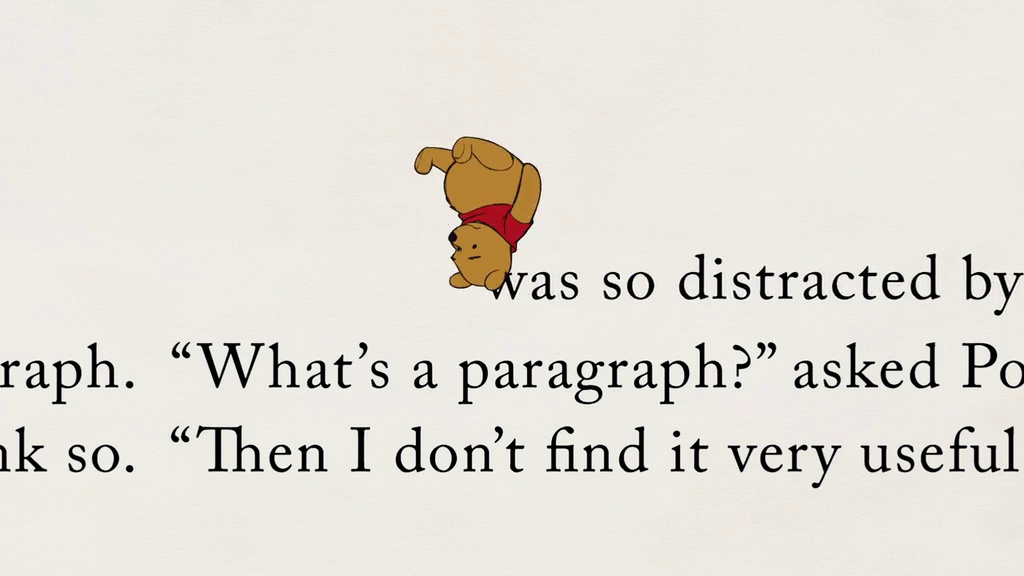 was so distracted by
raph. “What’s a paragraph?” asked Po
nk so. “Then I don’t find it very useful